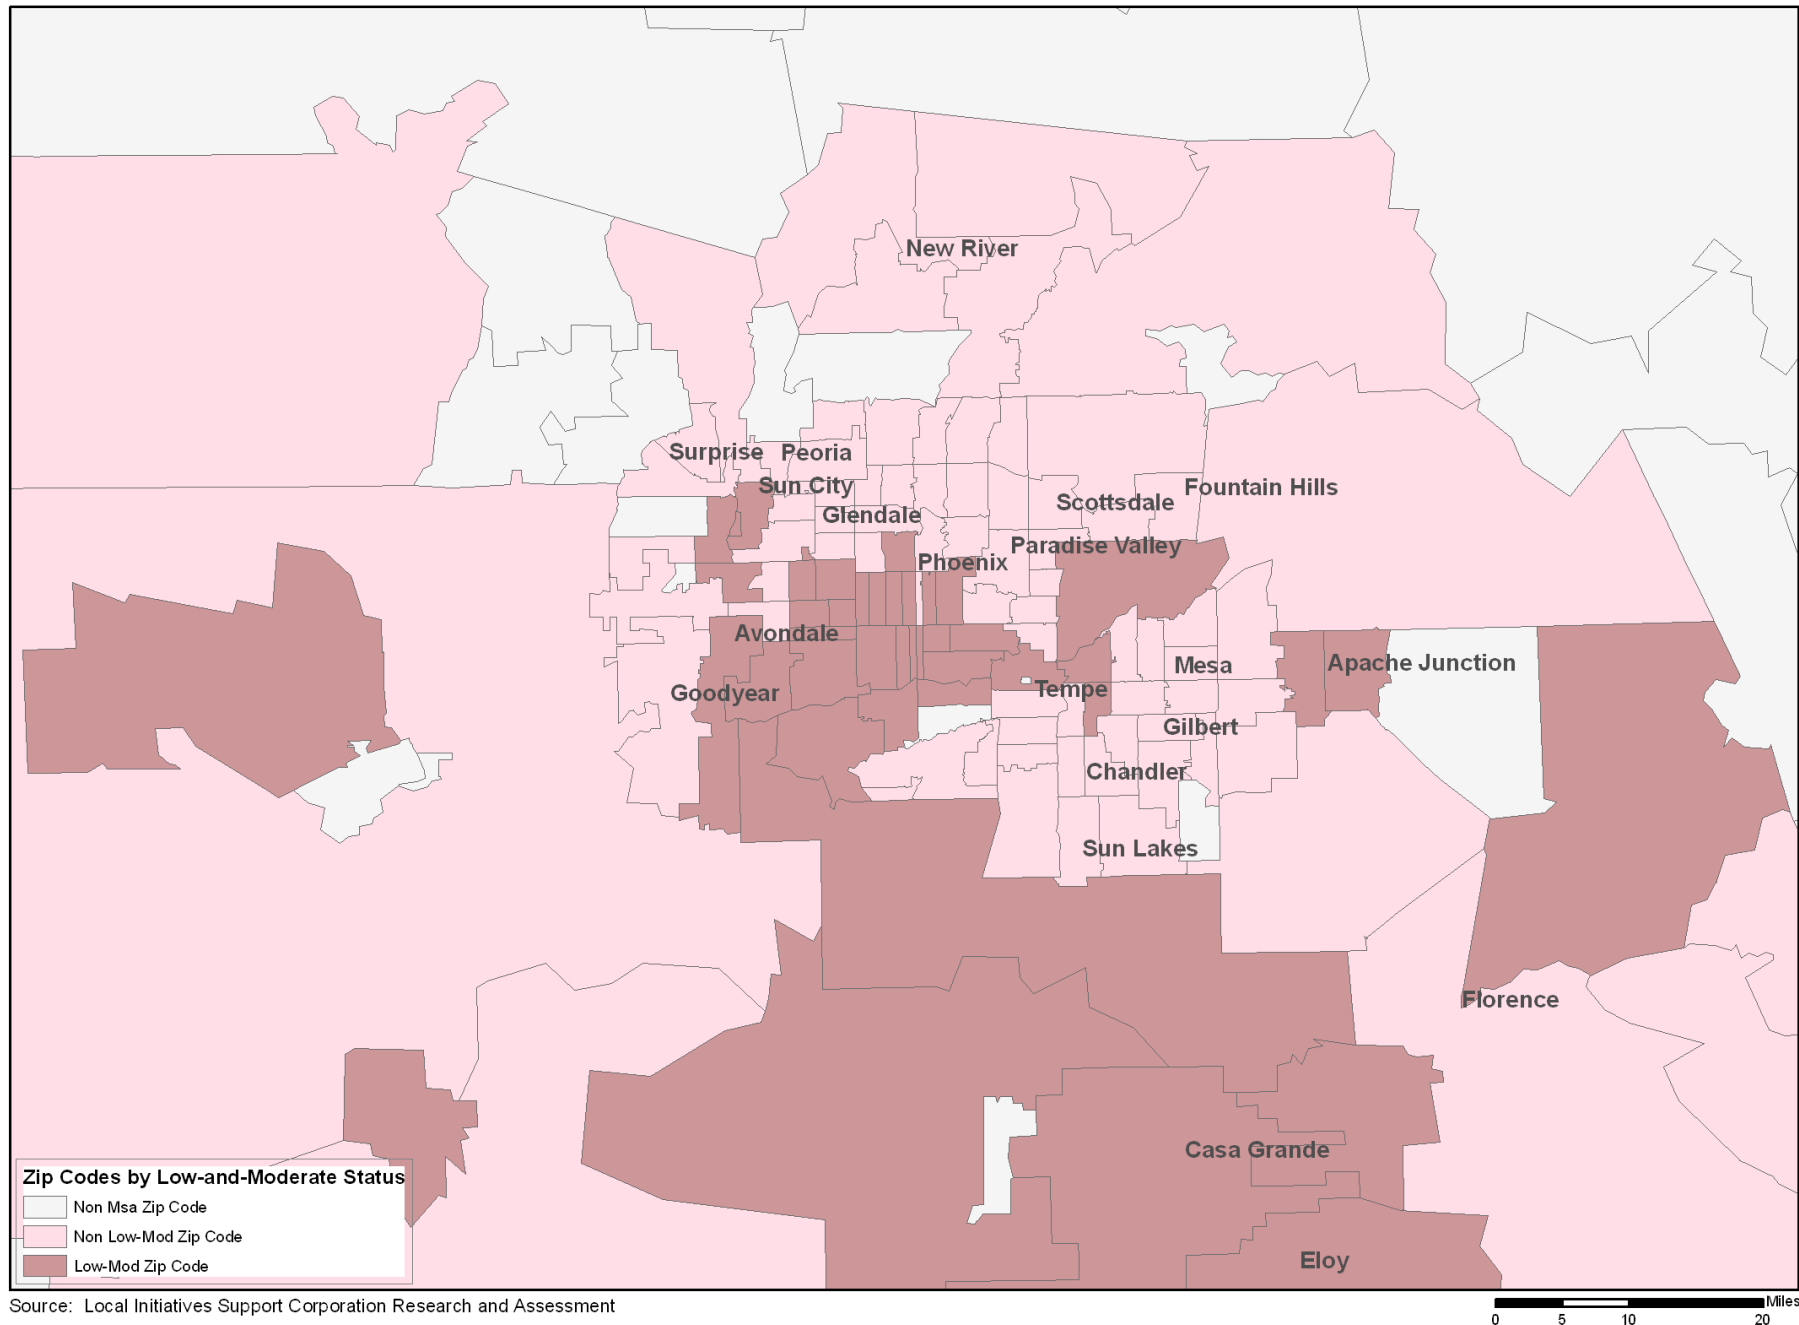 New River
Surprise
Peoria
Sun City
Fountain Hills
Scottsdale
Glendale
Paradise Valley
Phoenix
Avondale
Mesa
Apache Junction
Goodyear
Tempe
Gilbert
Chandler
Sun Lakes
Florence
Casa Grande
Eloy
Zip Codes by Low-and-Moderate Status
Non Msa Zip Code
Non Low-Mod Zip Code
Low-Mod Zip Code
Source: Local Initiatives Support Corporation Research and Assessment
Miles
0 5 10 20